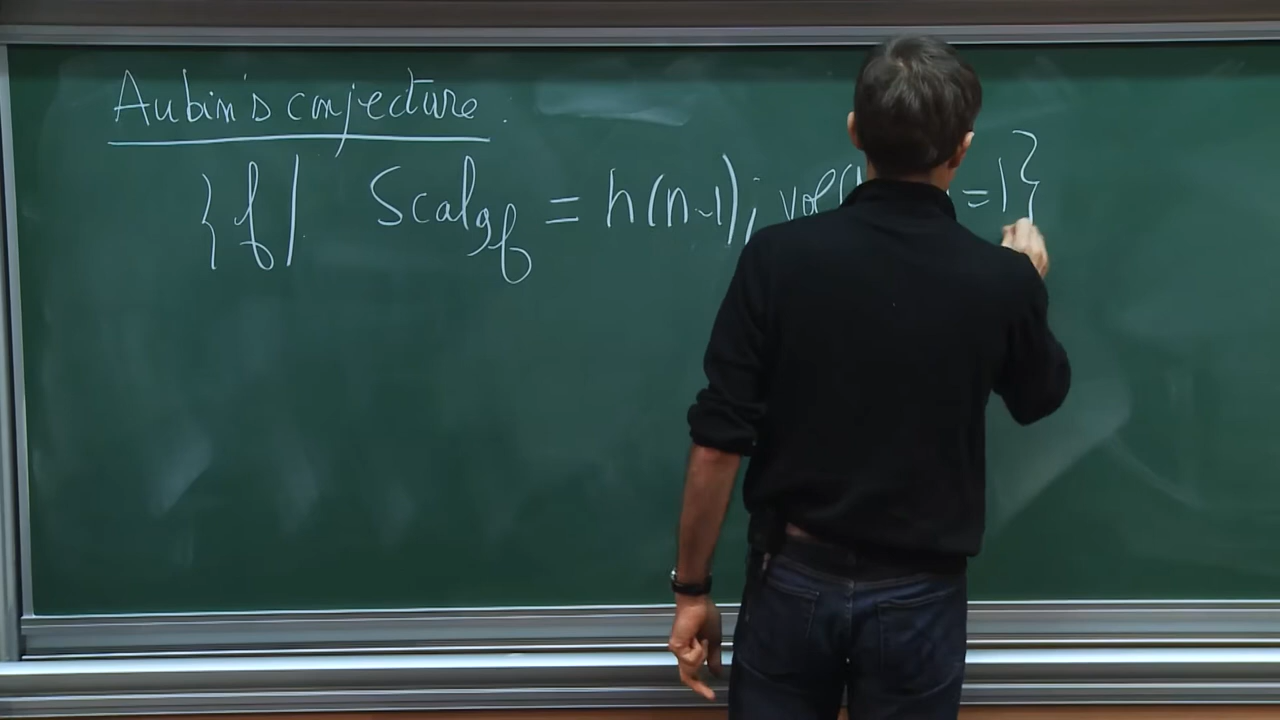 Aubin's conjecture :
{f | Scal_{g_f} = n(n-1); vol( =1}